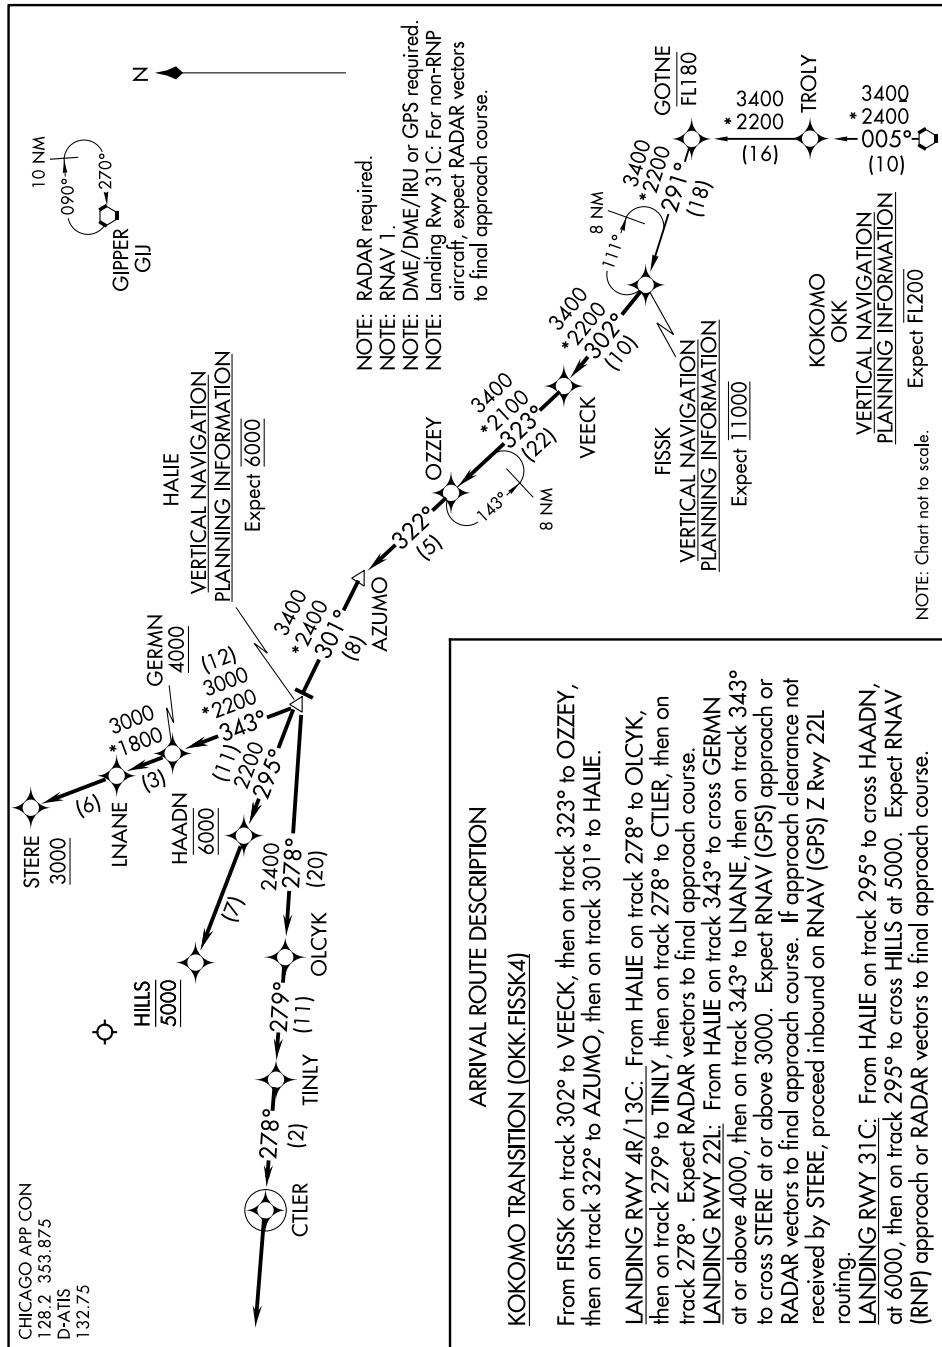 CHICAGO APP CON
128.2 353.875
D-ATIS
132.75
10 NM
090°
270°
GIPPER
GIJ
N
NOTE: RADAR required.
NOTE: RNAV 1.
NOTE: DME/DME/IRU or GPS required.
NOTE: Landing Rwy 31C: For non-RNP
aircraft, expect RADAR vectors
to final approach course.
STERE
3000
(6)
LNANE
3000
*1800
(3)
GERMN
4000
(12)
3000
*2200
343°
HALIE
VERTICAL NAVIGATION
PLANNING INFORMATION
Expect 6000
HILLS
5000
(7)
HAADN
6000
(11)
2200
295°
CTLER
278°
(2)
TINLY
279°
(11)
OLCYK
2400
278°
(20)
3400
*2400
301°
(8)
AZUMO
322°
(5)
OZZEY
143°
8 NM
3400
*2100
323°
(22)
VEECK
3400
*2200
302°
(10)
FISSK
VERTICAL NAVIGATION
PLANNING INFORMATION
Expect 11000
8 NM
111°
3400
*2200
291°
(18)
GOTNE
FL180
3400
*2200
(16)
TROLY
3400
*2400
005°
(10)
KOKOMO
OKK
VERTICAL NAVIGATION
PLANNING INFORMATION
Expect FL200
NOTE: Chart not to scale.
ARRIVAL ROUTE DESCRIPTION
KOKOMO TRANSITION (OKK.FISSK4)
From FISSK on track 302° to VEECK, then on track 323° to OZZEY,
then on track 322° to AZUMO, then on track 301° to HALIE.
LANDING RWY 4R/13C: From HALIE on track 278° to OLCYK,
then on track 279° to TINLY, then on track 278° to CTLER, then on
track 278°. Expect RADAR vectors to final approach course.
LANDING RWY 22L: From HALIE on track 343° to cross GERMN
at or above 4000, then on track 343° to LNANE, then on track 343°
to cross STERE at or above 3000. Expect RNAV (GPS) approach or
RADAR vectors to final approach course. If approach clearance not
received by STERE, proceed inbound on RNAV (GPS) Z Rwy 22L
routing.
LANDING RWY 31C: From HALIE on track 295° to cross HAADN,
at 6000, then on track 295° to cross HILLS at 5000. Expect RNAV
(RNP) approach or RADAR vectors to final approach course.